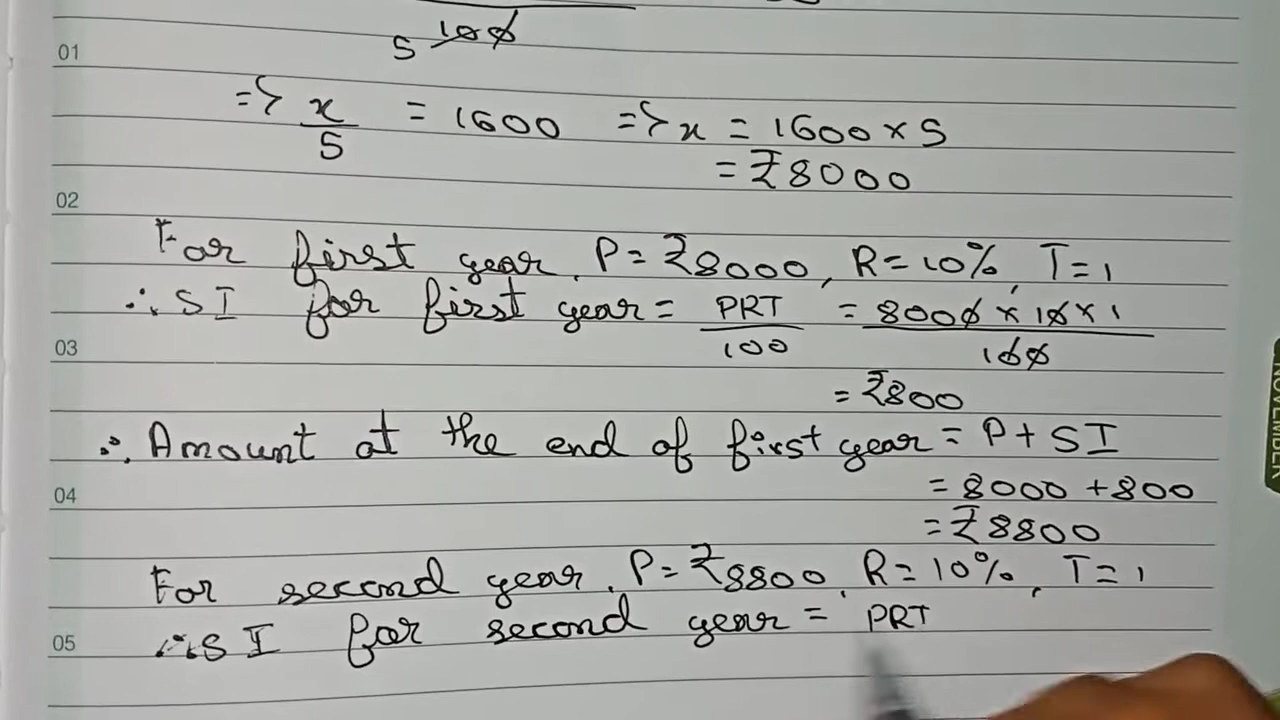 01
5 100
=> x/5 = 1600 => x = 1600 × 5
= ₹8000
02
For first year, P = ₹8000, R = 10%, T = 1
∴ SI for first year = PRT/100 = 8000 × 10 × 1/100
03
= ₹800
∴ Amount at the end of first year = P + SI
= 8000 + 800
04
= ₹8800
For second year, P = ₹8800, R = 10%, T = 1
∴ SI for second year = PRT
05
NOVEMBER